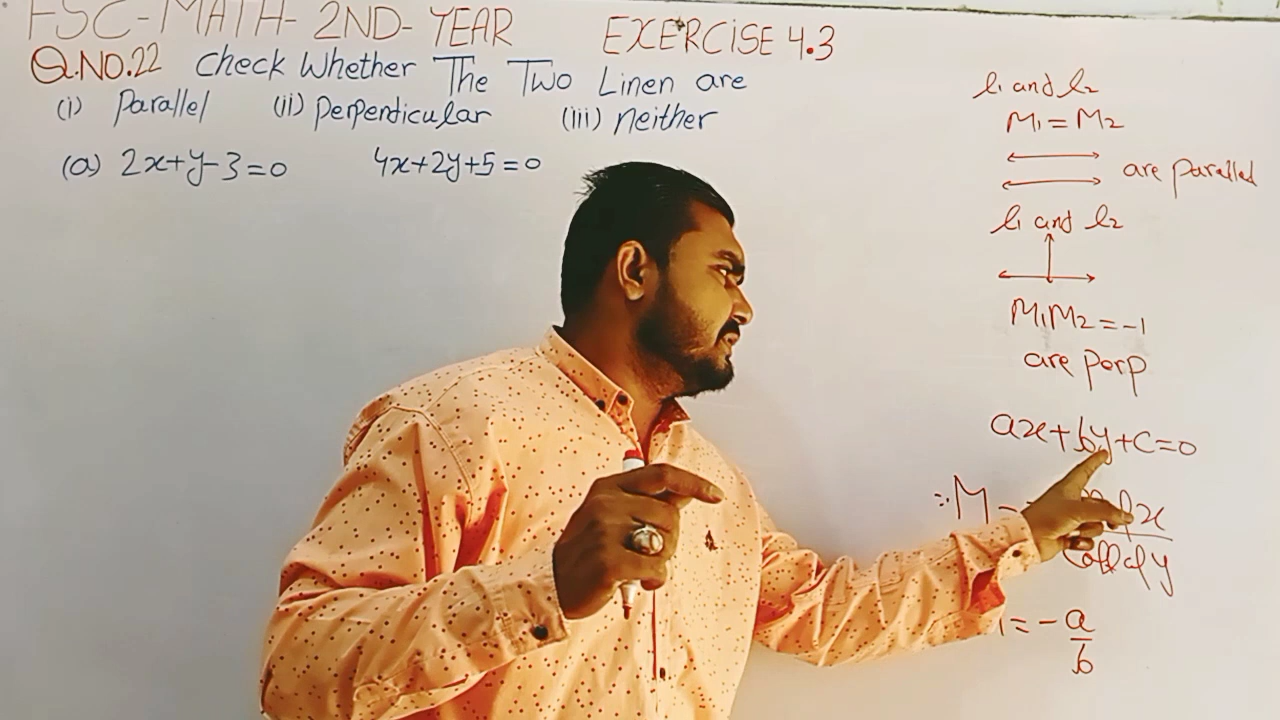 FSC-MATH-2ND-YEAR EXERCISE 4.3
Q.NO.22 Check Whether The Two Linen are
(i) Parallel (ii) Perpendicular (iii) neither
(a) 2x+y-3=0 4x+2y+5=0
l1 and l2
M1=M2
are parallel
l1 and l2
M1M2=-1
are perp
ax+by+c=0
∵M=-
x
Coff of y
=-a/b